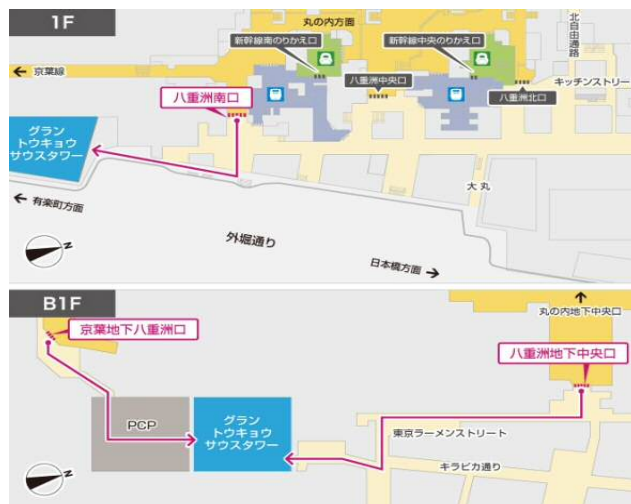 1F
丸の内方面
新幹線南のりかえ口
新幹線中央のりかえ口
北自由通路
京葉線
八重洲中央口
キッチンストリー
八重洲南口
八重洲北口
グラン
トウキョウ
サウスタワー
大丸
有楽町方面
外堀通り
日本橋方面
N
B1F
京葉地下八重洲口
丸の内地下中央口
八重洲地下中央口
PCP
グラン
トウキョウ
サウスタワー
東京ラーメンストリート
キラピカ通り
N